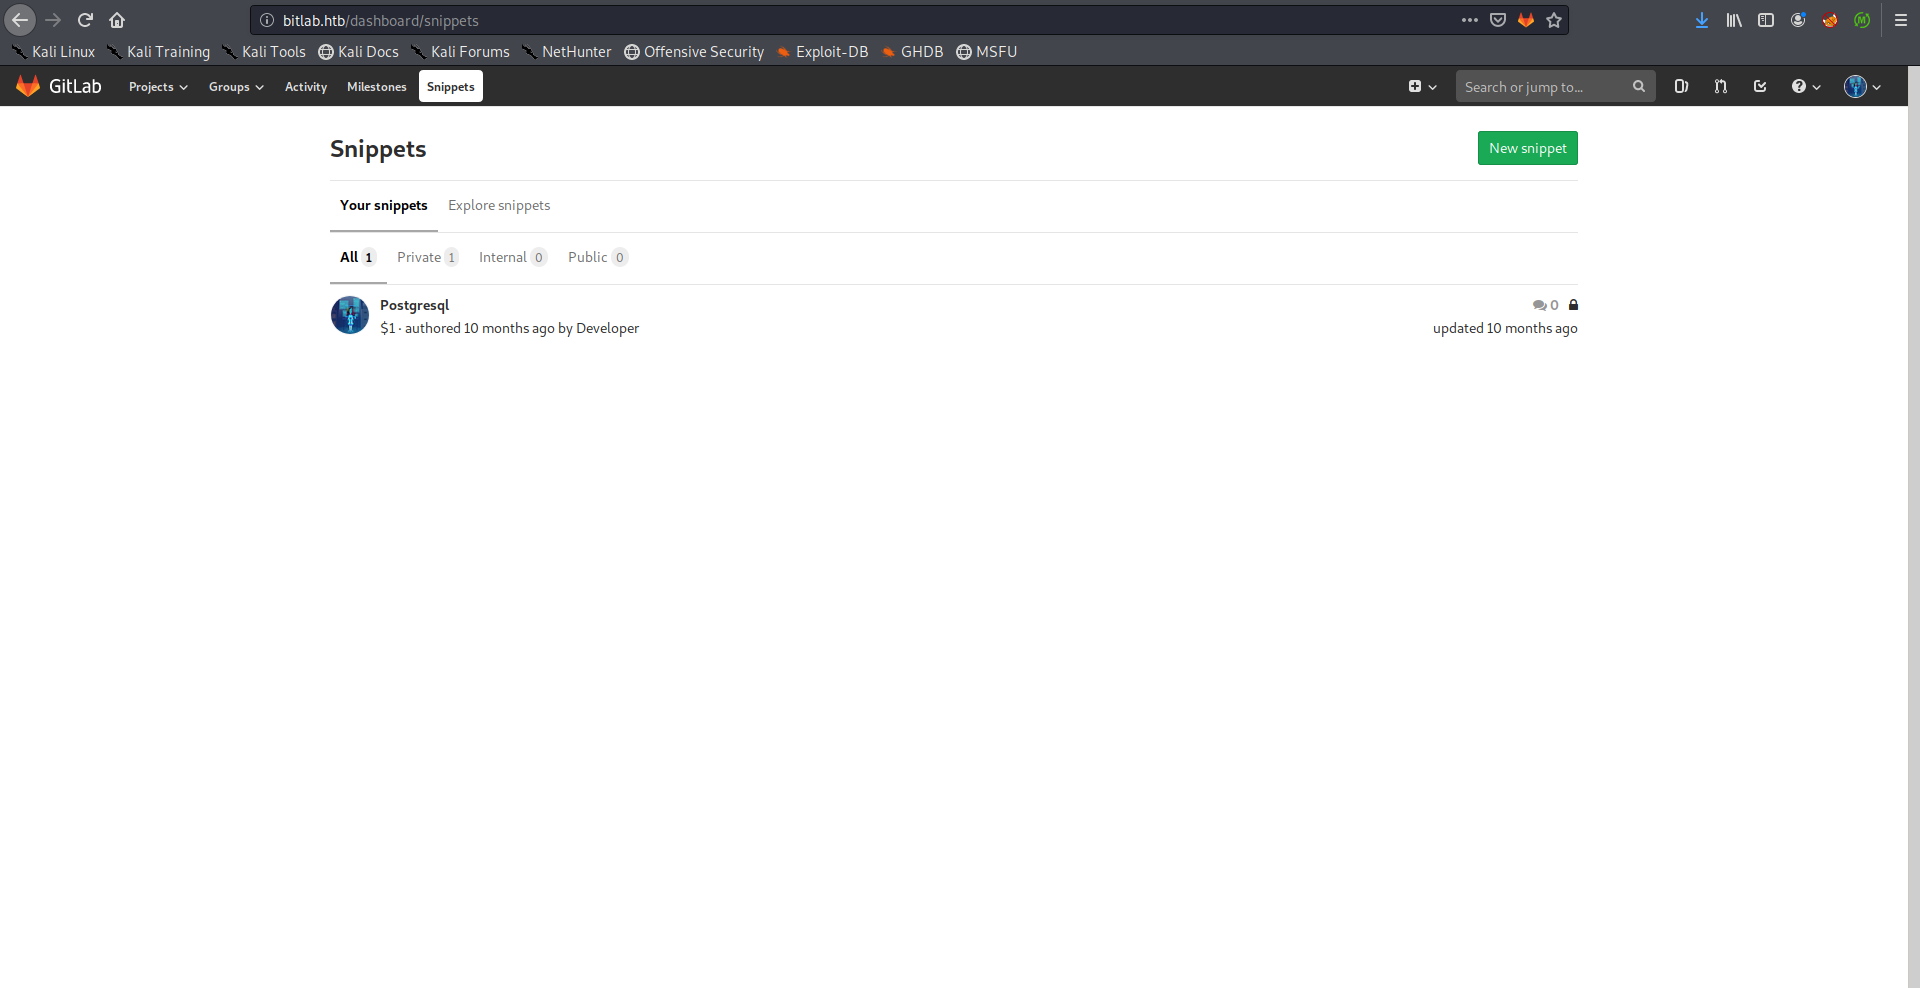 bitlab.htb/dashboard/snippets
Kali Linux Kali Training Kali Tools Kali Docs Kali Forums NetHunter Offensive Security Exploit-DB GHDB MSFU
GitLab Projects Groups Activity Milestones Snippets Search or jump to...
Snippets New snippet
Your snippets Explore snippets
All 1 Private 1 Internal 0 Public 0
Postgresql 0
$1 · authored 10 months ago by Developer updated 10 months ago